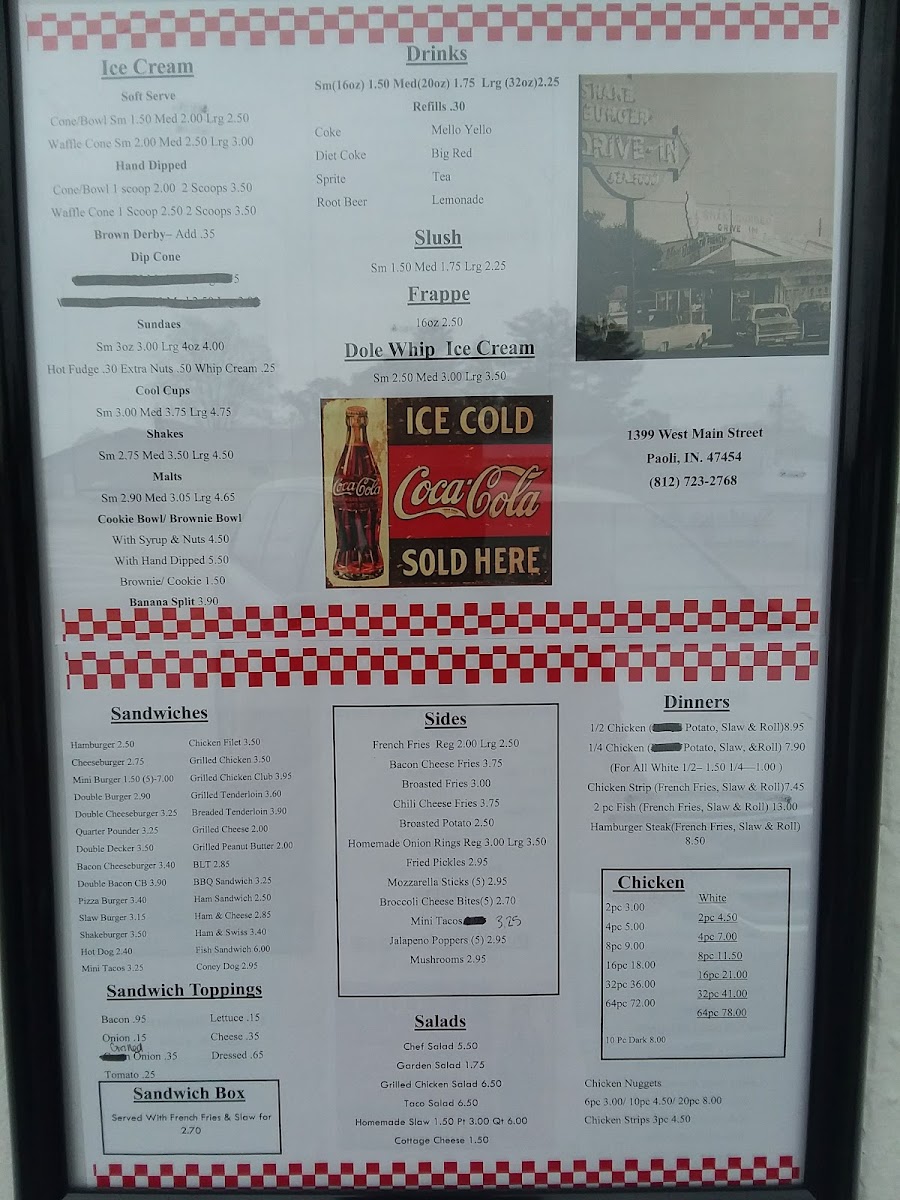 Ice Cream
Soft Serve
Cone/Bowl Sm 1.50 Med 2.00 Lrg 2.50
Waffle Cone Sm 2.00 Med 2.50 Lrg 3.00
Hand Dipped
Cone/Bowl 1 scoop 2.00 2 Scoops 3.50
Waffle Cone 1 Scoop 2.50 2 Scoops 3.50
Brown Derby– Add .35
Dip Cone
Sundaes
Sm 3oz 3.00 Lrg 4oz 4.00
Hot Fudge .30 Extra Nuts .50 Whip Cream .25
Cool Cups
Sm 3.00 Med 3.75 Lrg 4.75
Shakes
Sm 2.75 Med 3.50 Lrg 4.50
Malts
Sm 2.90 Med 3.05 Lrg 4.65
Cookie Bowl/ Brownie Bowl
With Syrup & Nuts 4.50
With Hand Dipped 5.50
Brownie/ Cookie 1.50
Banana Split 3.90
Drinks
Sm(16oz) 1.50 Med(20oz) 1.75 Lrg (32oz)2.25
Refills .30
Coke Mello Yello
Diet Coke Big Red
Sprite Tea
Root Beer Lemonade
Slush
Sm 1.50 Med 1.75 Lrg 2.25
Frappe
16oz 2.50
Dole Whip Ice Cream
Sm 2.50 Med 3.00 Lrg 3.50
ICE COLD
Coca-Cola
Coca-Cola
SOLD HERE
SHAKE
BURGER
DRIVE-IN
SEAFOOD
DRIVE IN
1399 West Main Street
Paoli, IN. 47454
(812) 723-2768
Sandwiches
Hamburger 2.50
Cheeseburger 2.75
Mini Burger 1.50 (5)-7.00
Double Burger 2.90
Double Cheeseburger 3.25
Quarter Pounder 3.25
Double Decker 3.50
Bacon Cheeseburger 3.40
Double Bacon CB 3.90
Pizza Burger 3.40
Slaw Burger 3.15
Shakeburger 3.50
Hot Dog 2.40
Mini Tacos 3.25
Chicken Filet 3.50
Grilled Chicken 3.50
Grilled Chicken Club 3.95
Grilled Tenderloin 3.60
Breaded Tenderloin 3.90
Grilled Cheese 2.00
Grilled Peanut Butter 2.00
BLT 2.85
BBQ Sandwich 3.25
Ham Sandwich 2.50
Ham & Cheese 2.85
Ham & Swiss 3.40
Fish Sandwich 6.00
Coney Dog 2.95
Sandwich Toppings
Bacon .95
Onion .15
Grilled
Onion .35
Tomato .25
Lettuce .15
Cheese .35
Dressed .65
Sandwich Box
Served With French Fries & Slaw for
2.70
Sides
French Fries Reg 2.00 Lrg 2.50
Bacon Cheese Fries 3.75
Broasted Fries 3.00
Chili Cheese Fries 3.75
Broasted Potato 2.50
Homemade Onion Rings Reg 3.00 Lrg 3.50
Fried Pickles 2.95
Mozzarella Sticks (5) 2.95
Broccoli Cheese Bites(5) 2.70
Mini Tacos 3.25
Jalapeno Poppers (5) 2.95
Mushrooms 2.95
Salads
Chef Salad 5.50
Garden Salad 1.75
Grilled Chicken Salad 6.50
Taco Salad 6.50
Homemade Slaw 1.50 Pt 3.00 Qt 6.00
Cottage Cheese 1.50
Dinners
1/2 Chicken ( Potato, Slaw & Roll)8.95
1/4 Chicken ( Potato, Slaw, &Roll) 7.90
(For All White 1/2– 1.50 1/4—1.00 )
Chicken Strip (French Fries, Slaw & Roll)7.45
2 pc Fish (French Fries, Slaw & Roll) 13.00
Hamburger Steak(French Fries, Slaw & Roll)
8.50
Chicken
2pc 3.00
4pc 5.00
8pc 9.00
16pc 18.00
32pc 36.00
64pc 72.00
White
2pc 4.50
4pc 7.00
8pc 11.50
16pc 21.00
32pc 41.00
64pc 78.00
10 Pc Dark 8.00
Chicken Nuggets
6pc 3.00/ 10pc 4.50/ 20pc 8.00
Chicken Strips 3pc 4.50